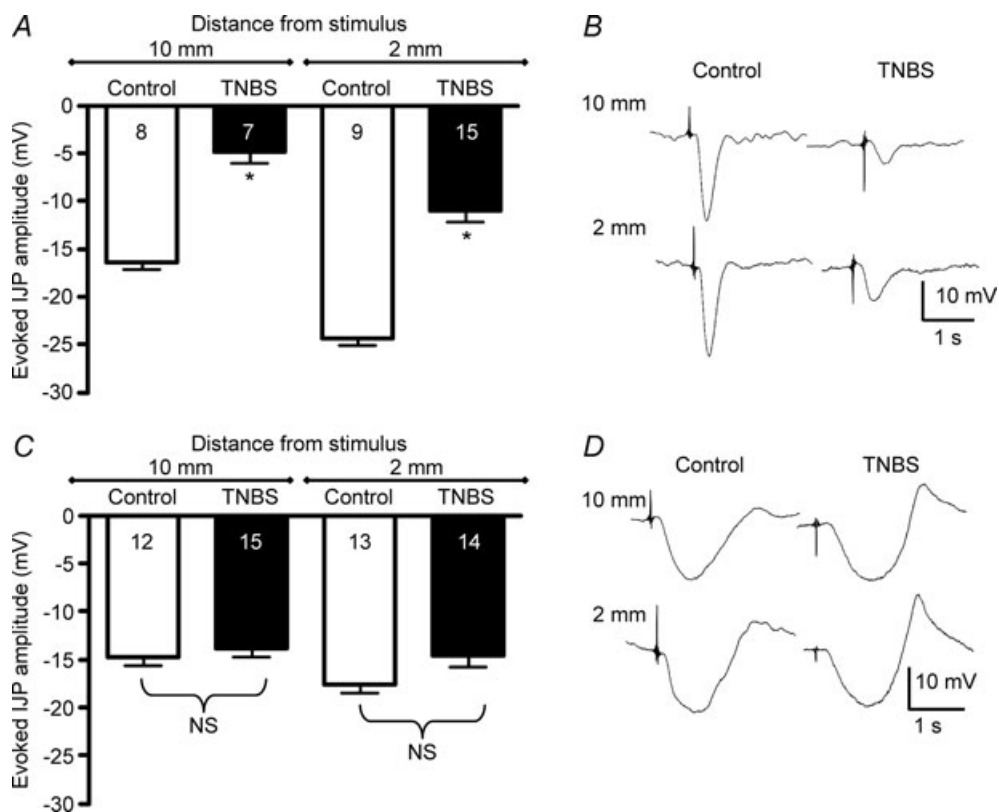 A
Distance from stimulus
10 mm
2 mm
Control
TNBS
Control
TNBS
8
7
9
15
*
*
0
-5
-10
-15
-20
-25
-30
Evoked IJP amplitude (mV)
B
Control
TNBS
10 mm
2 mm
10 mV
1 s
C
Distance from stimulus
10 mm
2 mm
Control
TNBS
Control
TNBS
12
15
13
14
NS
NS
0
-5
-10
-15
-20
-25
-30
Evoked IJP amplitude (mV)
D
Control
TNBS
10 mm
2 mm
10 mV
1 s